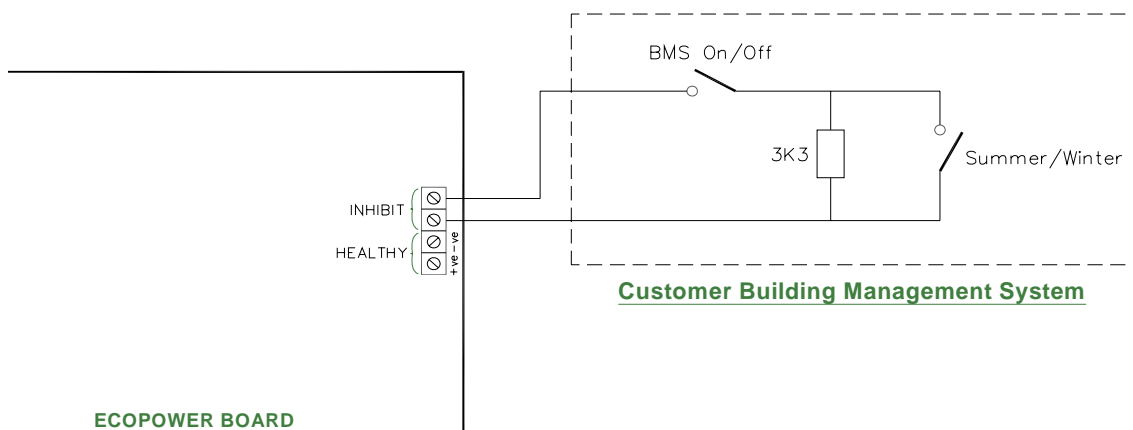 BMS On/Off
3K3
Summer/Winter
INHIBIT
HEALTHY
+ve -ve
Customer Building Management System
ECOPOWER BOARD